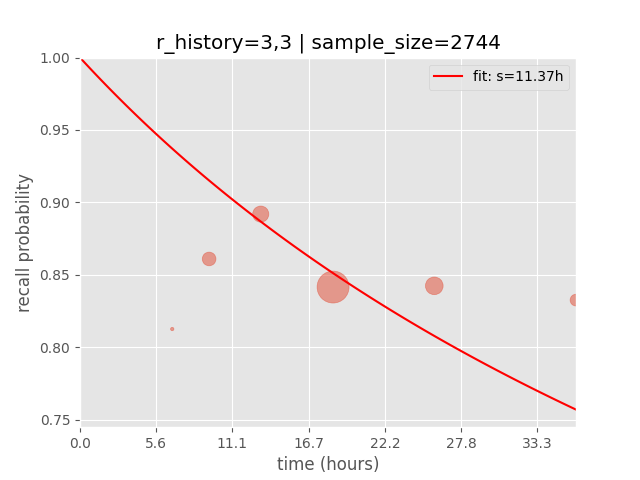 r_history=3,3 | sample_size=2744
fit: s=11.37h
1.00
0.95
0.90
0.85
0.80
0.75
recall probability
0.0 5.6 11.1 16.7 22.2 27.8 33.3
time (hours)